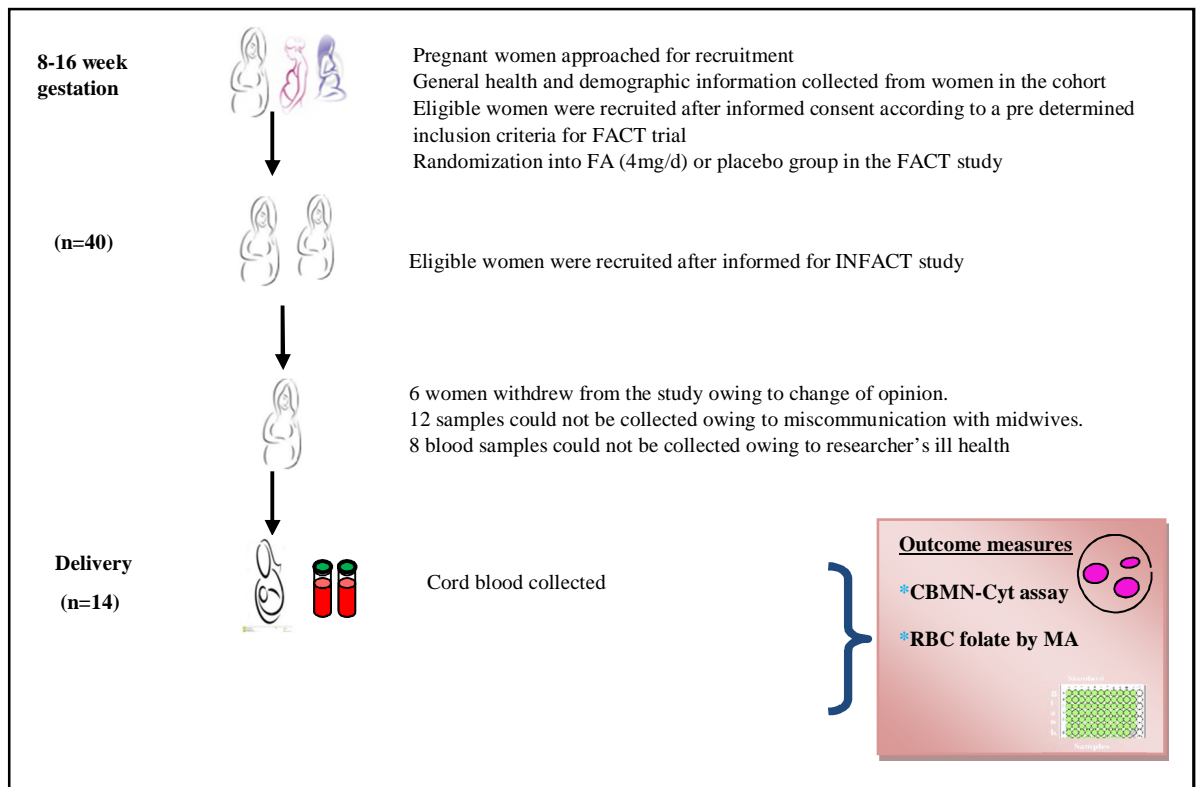 8-16 week
gestation
Pregnant women approached for recruitment
General health and demographic information collected from women in the cohort
Eligible women were recruited after informed consent according to a pre determined
inclusion criteria for FACT trial
Randomization into FA (4mg/d) or placebo group in the FACT study
(n=40)
Eligible women were recruited after informed for INFACT study
6 women withdrew from the study owing to change of opinion.
12 samples could not be collected owing to miscommunication with midwives.
8 blood samples could not be collected owing to researcher's ill health
Delivery
(n=14)
Cord blood collected
Outcome measures
*CBMN-Cyt assay
*RBC folate by MA
Samples